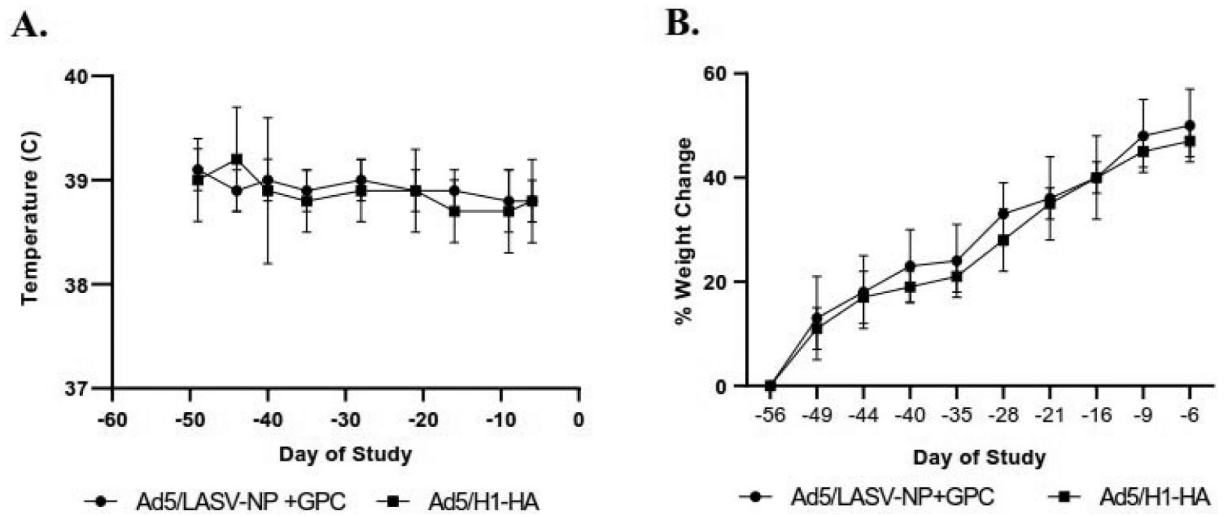 A.
40
39
38
37
Temperature (C)
-60 -50 -40 -30 -20 -10 0
Day of Study
Ad5/LASV-NP +GPC Ad5/H1-HA
B.
60
40
20
0
% Weight Change
-56 -49 -44 -40 -35 -28 -21 -16 -9 -6
Day of Study
Ad5/LASV-NP+GPC Ad5/H1-HA